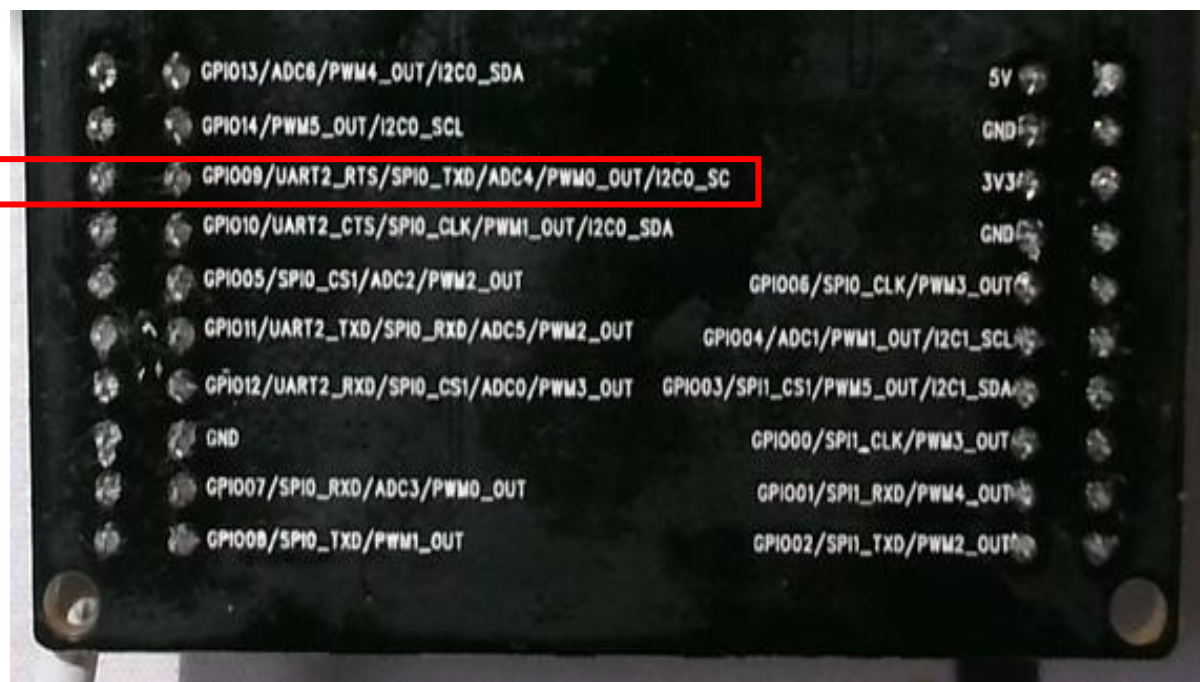 GPIO13/ADC6/PWM4_OUT/I2C0_SDA
GPIO14/PWM5_OUT/I2C0_SCL
GPIO09/UART2_RTS/SPI0_TXD/ADC4/PWM0_OUT/I2C0_SC
GPIO10/UART2_CTS/SPI0_CLK/PWM1_OUT/I2C0_SDA
GPIO05/SPI0_CS1/ADC2/PWM2_OUT
GPIO11/UART2_TXD/SPI0_RXD/ADC5/PWM2_OUT
GPIO12/UART2_RXD/SPI0_CS1/ADC0/PWM3_OUT
GND
GPIO07/SPI0_RXD/ADC3/PWM0_OUT
GPIO08/SPI0_TXD/PWM1_OUT
5V
GND
3V3
GND
GPIO06/SPI0_CLK/PWM3_OUT
GPIO04/ADC1/PWM1_OUT/I2C1_SCL
GPIO03/SPI1_CS1/PWM5_OUT/I2C1_SDA
GPIO00/SPI1_CLK/PWM3_OUT
GPIO01/SPI1_RXD/PWM4_OUT
GPIO02/SPI1_TXD/PWM2_OUT